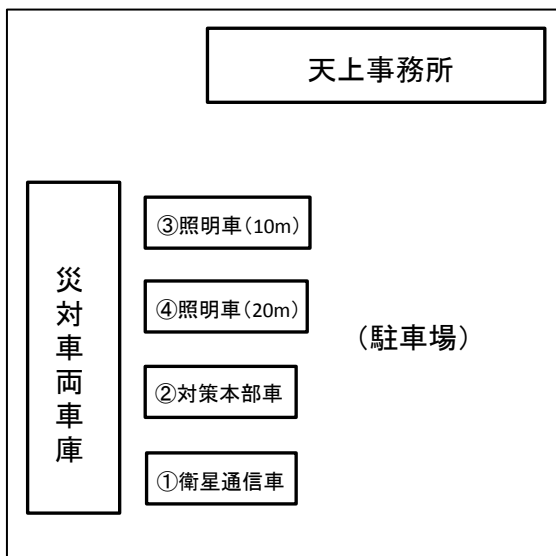 天上事務所
③照明車(10m)
④照明車(20m)
災対車両車庫
(駐車場)
②対策本部車
①衛星通信車